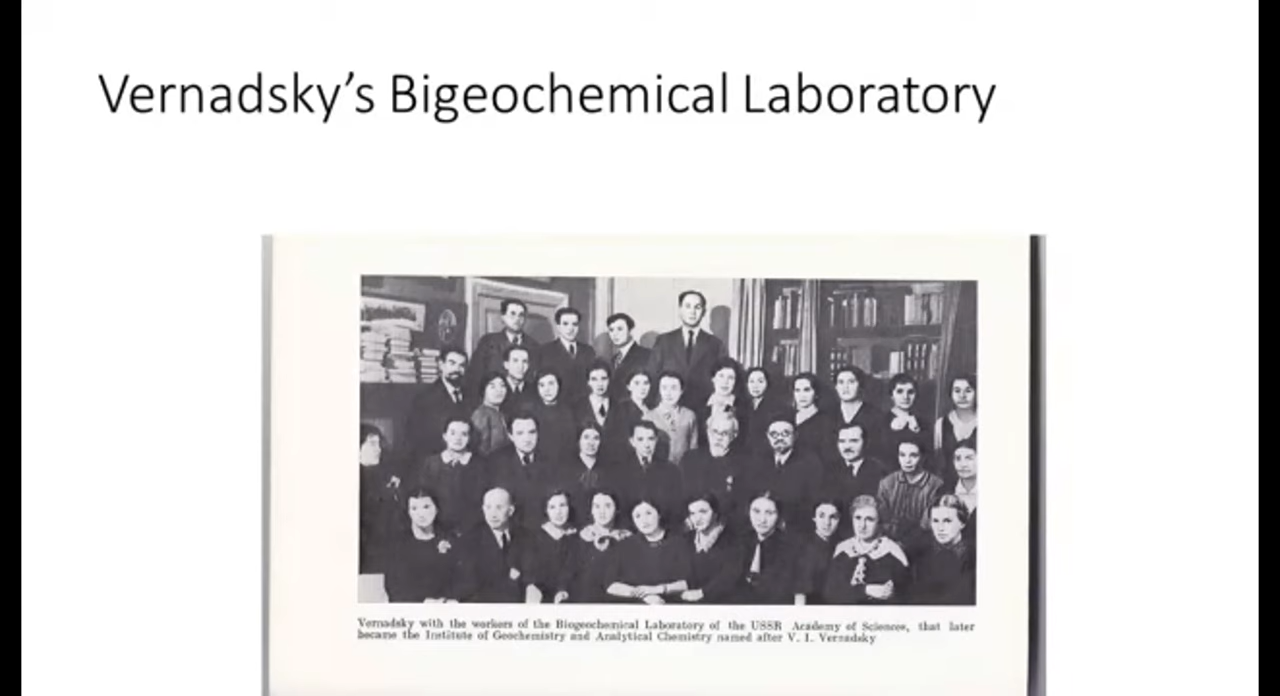 Vernadsky's Bigeochemical Laboratory
Vernadsky with the workers of the Biogeochemical Laboratory of the USSR Academy of Sciences, that later
became the Institute of Geochemistry and Analytical Chemistry named after V. I. Vernadsky